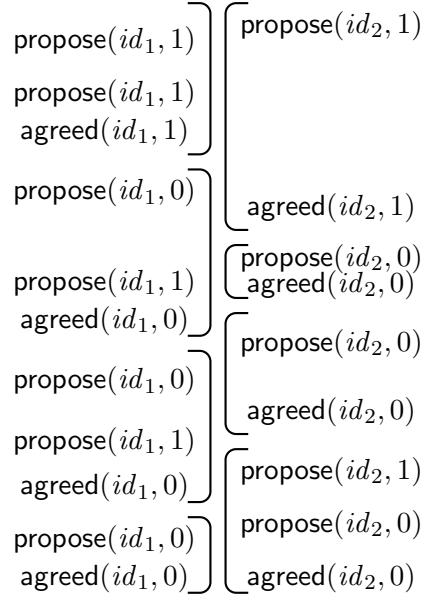 propose(id₁, 1)
propose(id₁, 1)
agreed(id₁, 1)
propose(id₁, 0)
propose(id₁, 1)
agreed(id₁, 0)
propose(id₁, 0)
propose(id₁, 1)
agreed(id₁, 0)
propose(id₁, 0)
agreed(id₁, 0)
propose(id₂, 1)
agreed(id₂, 1)
propose(id₂, 0)
agreed(id₂, 0)
propose(id₂, 0)
agreed(id₂, 0)
propose(id₂, 1)
propose(id₂, 0)
agreed(id₂, 0)